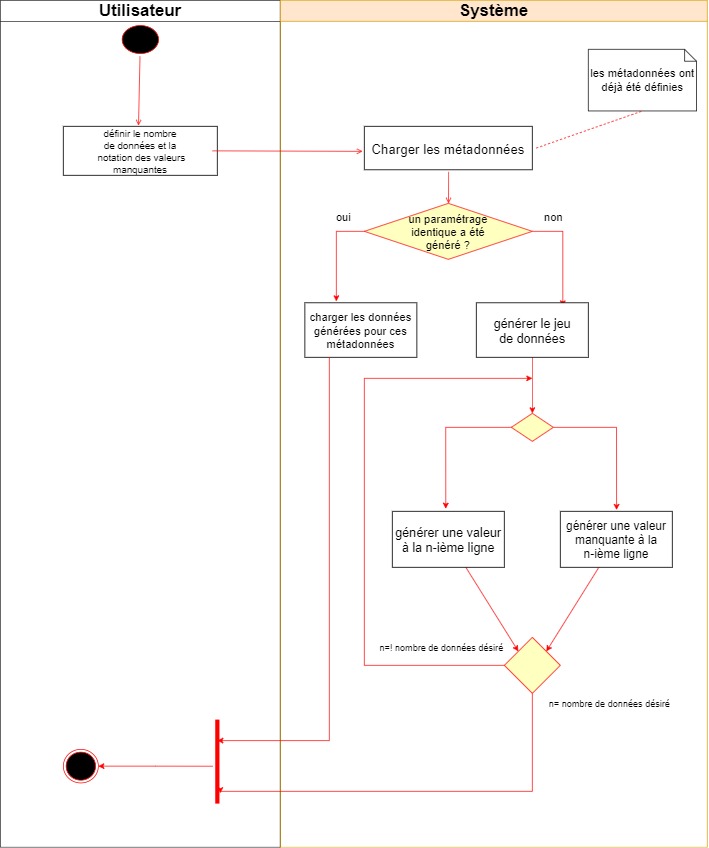 Utilisateur
Système
les métadonnées ont
déjà été définies
définir le nombre
de données et la
notation des valeurs
manquantes
Charger les métadonnées
oui
un paramétrage
identique a été
généré ?
non
charger les données
générées pour ces
métadonnées
générer le jeu
de données
générer une valeur
à la n-ième ligne
générer une valeur
manquante à la
n-ième ligne
n=! nombre de données désiré
n= nombre de données désiré